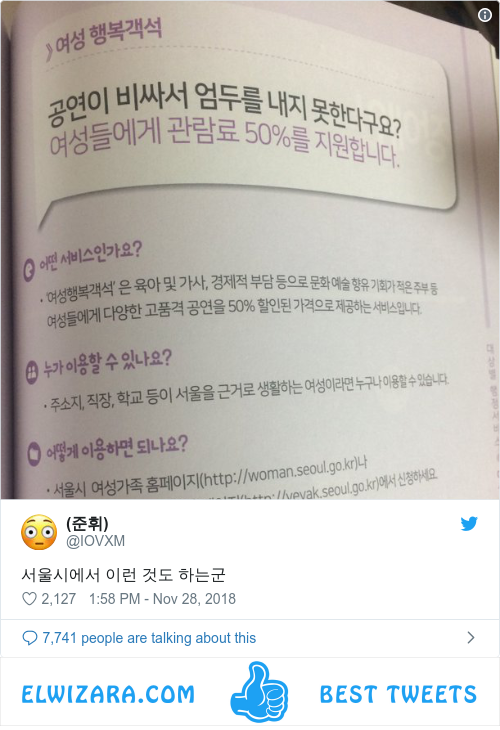 》여성 행복객석
공연이 비싸서 엄두를 내지 못한다구요?
여성들에게 관람료 50%를 지원합니다.
어떤 서비스인가요?
· '여성행복객석' 은 육아 및 가사, 경제적 부담 등으로 문화 예술 향유 기회가 적은 주부 등
여성들에게 다양한 고품격 공연을 50% 할인된 가격으로 제공하는 서비스입니다.
누가 이용할 수 있나요?
· 주소지, 직장, 학교 등이 서울을 근거로 생활하는 여성이라면 누구나 이용할 수 있습니다.
어떻게 이용하면 되나요?
· 서울시 여성가족 홈페이지(http://woman.seoul.go.kr)나
(http://yeyak.seoul.go.kr)에서 신청하세요.
대상별 행정서비스
(준휘)
@IOVXM
서울시에서 이런 것도 하는군
2,127 1:58 PM - Nov 28, 2018
7,741 people are talking about this
ELWIZARA.COM BEST TWEETS